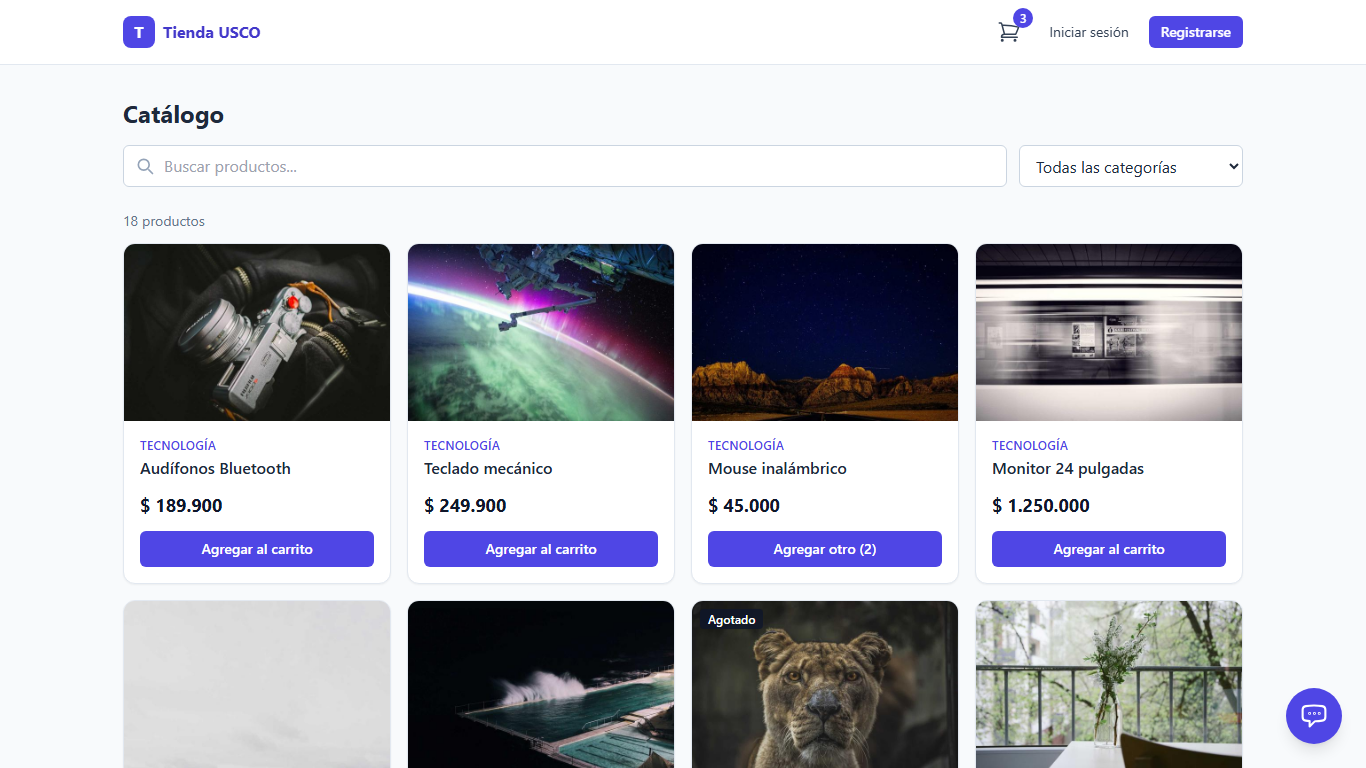 T Tienda USCO
3
Iniciar sesión
Registrarse
Catálogo
Buscar productos...
Todas las categorías
18 productos
TECNOLOGÍA
Audífonos Bluetooth
$ 189.900
Agregar al carrito
TECNOLOGÍA
Teclado mecánico
$ 249.900
Agregar al carrito
TECNOLOGÍA
Mouse inalámbrico
$ 45.000
Agregar otro (2)
TECNOLOGÍA
Monitor 24 pulgadas
$ 1.250.000
Agregar al carrito
Agotado